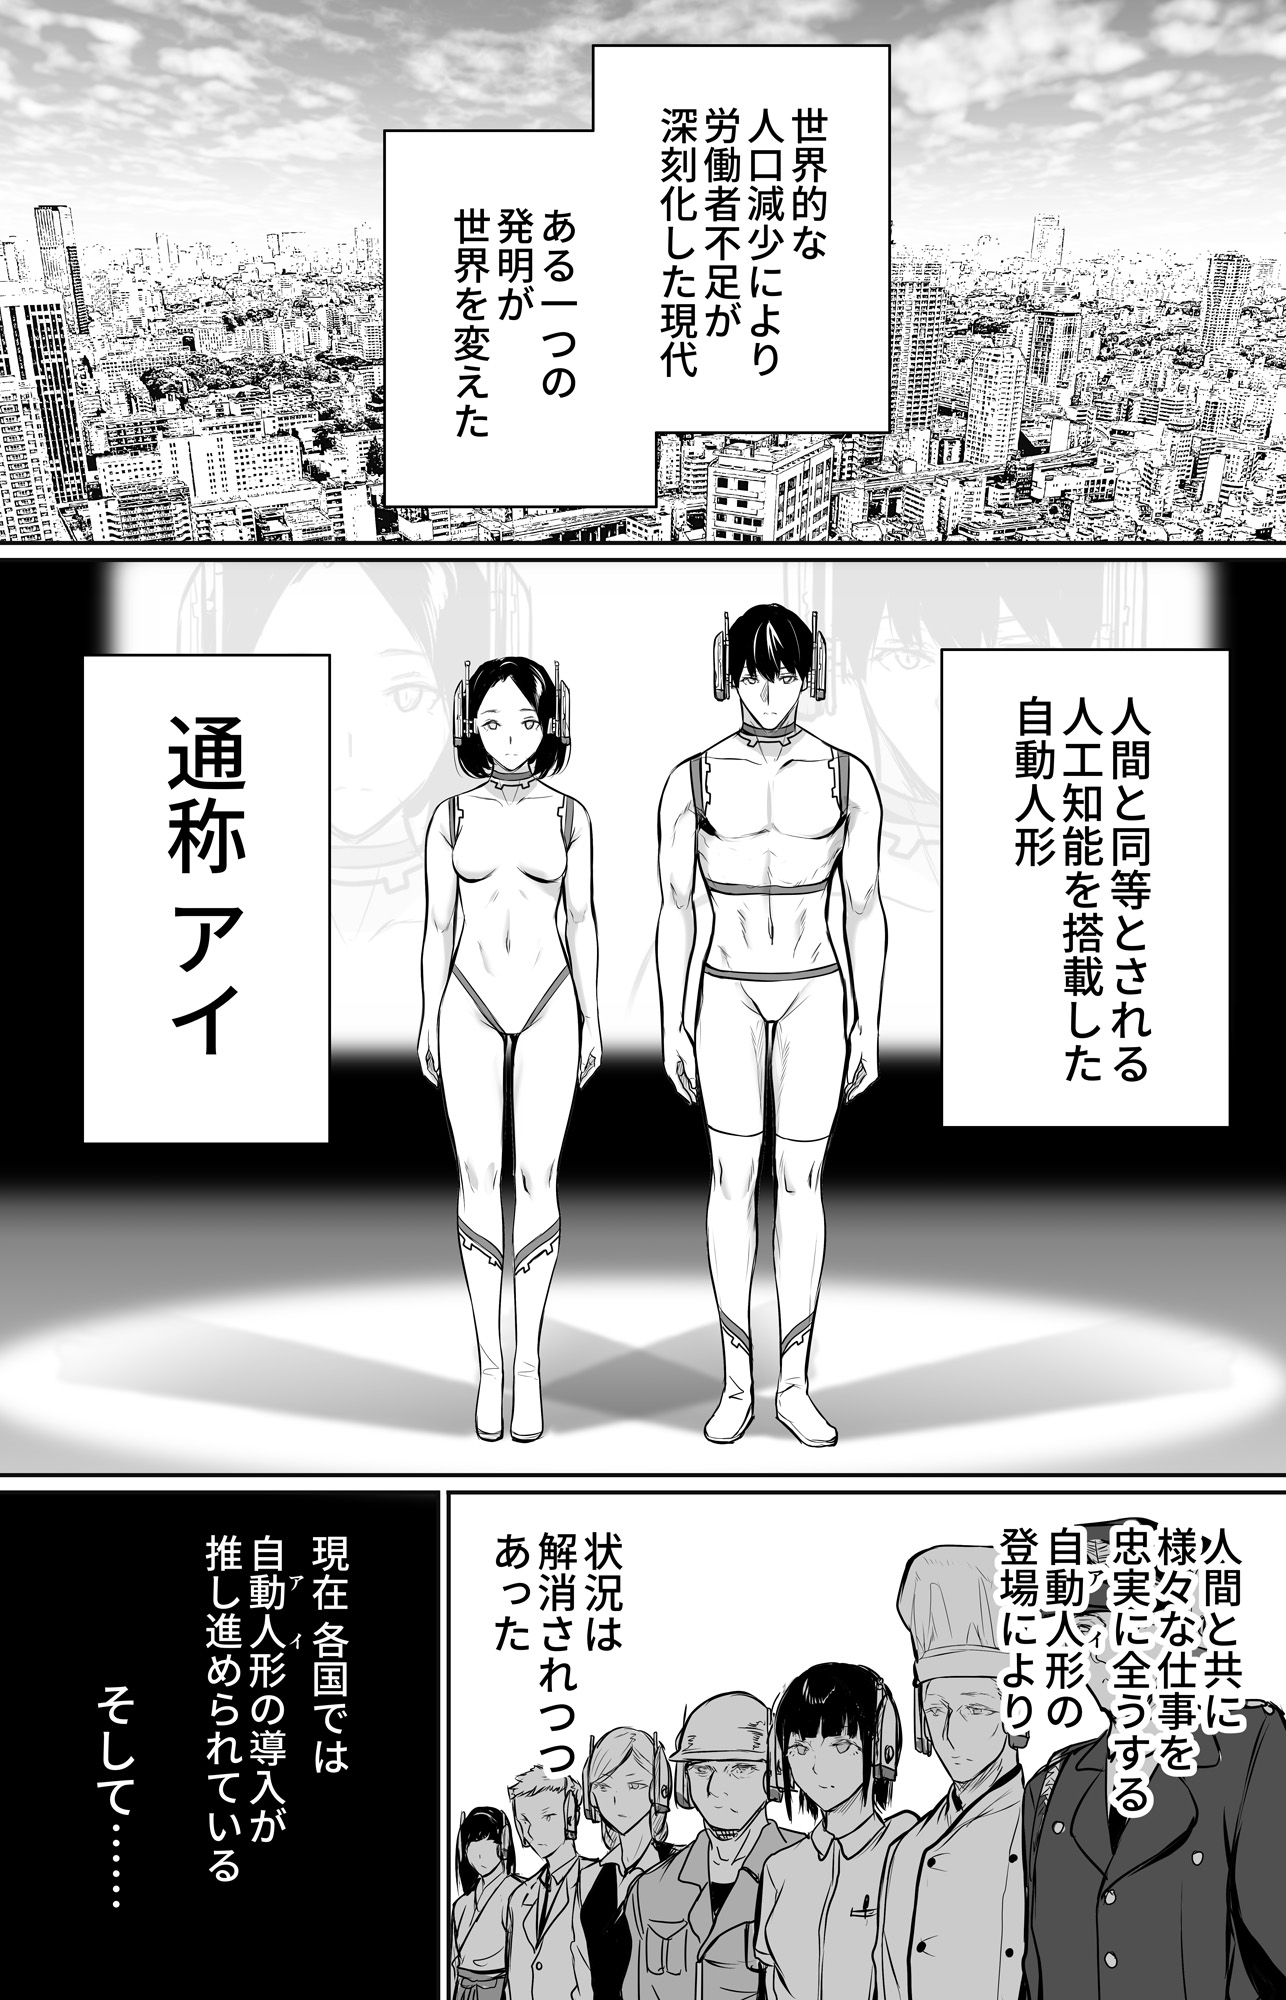 世界的な
人口減少により
労働者不足が
深刻化した現代
ある一つの
発明が
世界を変えた
人間と同等とされる
人工知能を搭載した
自動人形
通称 アイ
人間と共に
様々な仕事を
忠実に全うする
自動人形の
アイ
登場により
状況は
解消されつつ
あった
現在 各国では
自動人形の導入が
アイ
推し進められている
そして……